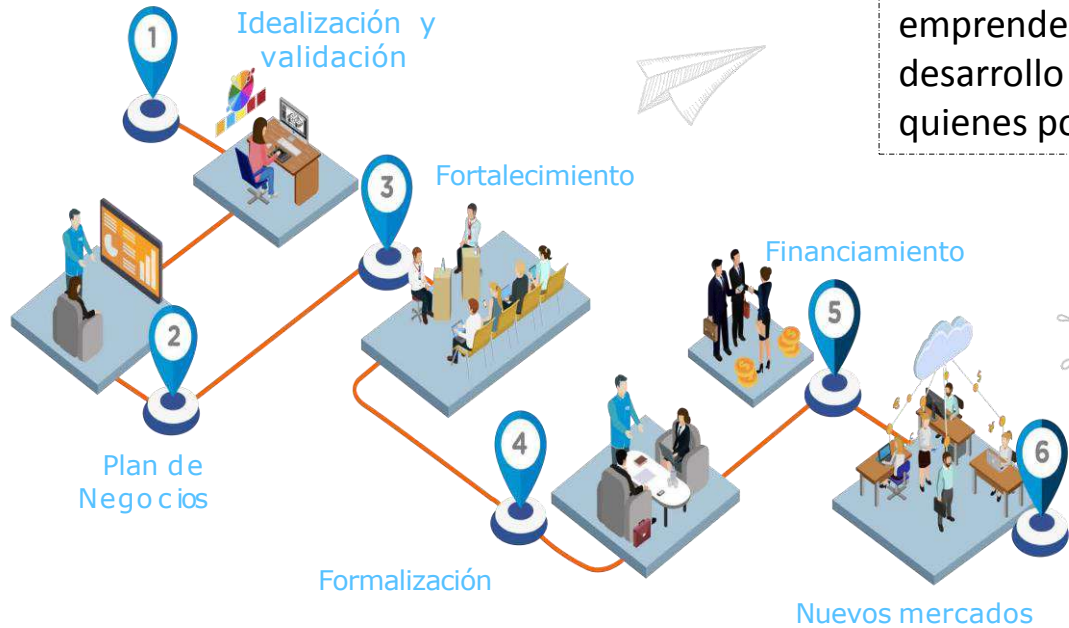 1
Idealización y
validación
emprende
desarrollo
quienes po
3
Fortalecimiento
Financiamiento
5
2
4
6
Plan de
Negocios
Formalización
Nuevos mercados